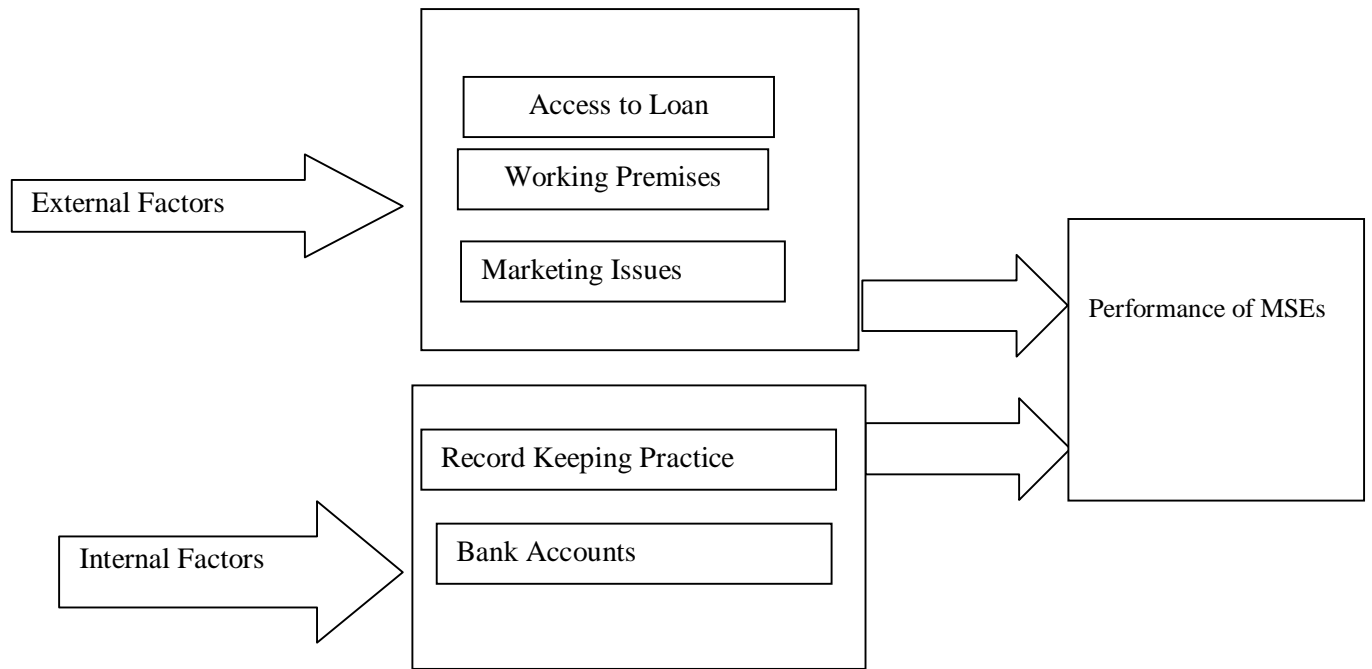 Access to Loan
Working Premises
External Factors
Marketing Issues
Performance of MSEs
Record Keeping Practice
Bank Accounts
Internal Factors